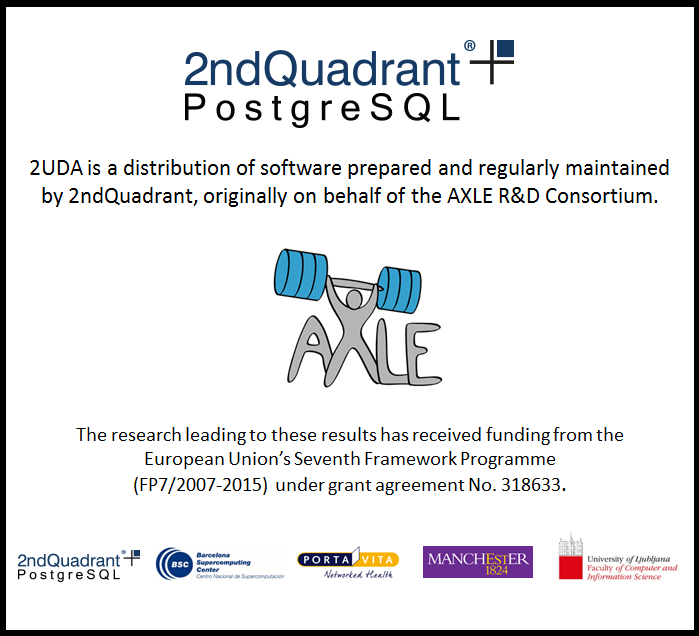 2ndQuadrant®
PostgreSQL
2UDA is a distribution of software prepared and regularly maintained
by 2ndQuadrant, originally on behalf of the AXLE R&D Consortium.
AXLE
The research leading to these results has received funding from the
European Union’s Seventh Framework Programme
(FP7/2007-2015) under grant agreement No. 318633.
2ndQuadrant®
PostgreSQL
BSC
Barcelona
Supercomputing
Center
Centro Nacional de Supercomputación
PORTAVITA
Networked Health
MANCHESTER
1824
University of Ljubljana
Faculty of Computer and
Information Science